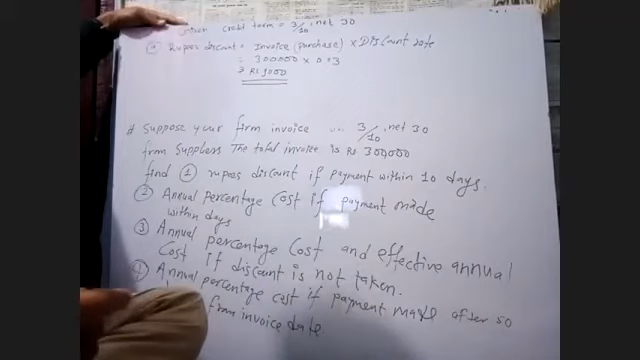 Given credit term = 3/10, net 30
① Rupees discount = Invoice (purchase) × Discount rate
= 300000 × 0.03
= Rs 9000
# Suppose your firm invoice 3/10, net 30
from suppliers The total invoice is Rs. 300000
find ① rupees discount if payment within 10 days.
② Annual percentage cost if payment made
within days
③ Annual percentage cost and effective annual
cost if discount is not taken.
④ Annual percentage cost if payment made after 50
from invoice date.